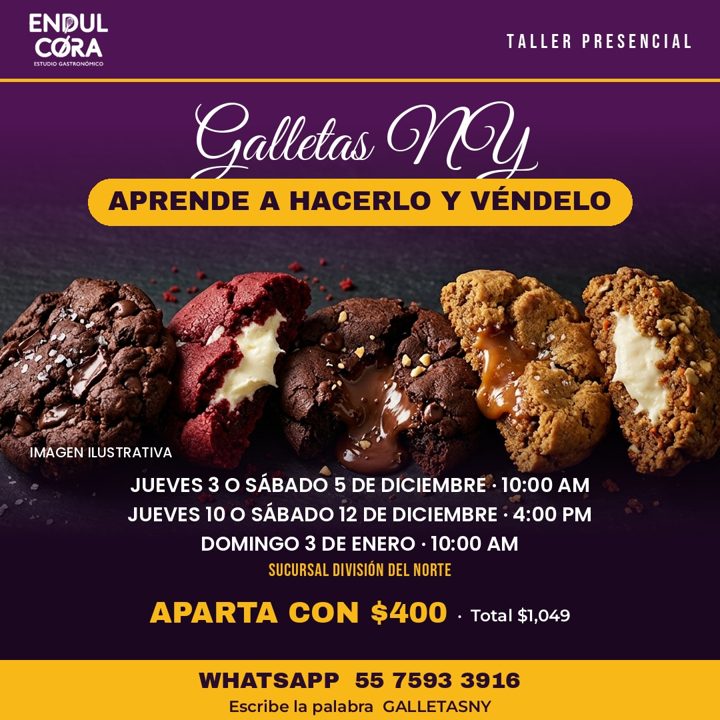 ENDUL
CØRA
ESTUDIO GASTRONÓMICO
TALLER PRESENCIAL
Galletas NY
APRENDE A HACERLO Y VÉNDELO
IMAGEN ILUSTRATIVA
JUEVES 3 O SÁBADO 5 DE DICIEMBRE · 10:00 AM
JUEVES 10 O SÁBADO 12 DE DICIEMBRE · 4:00 PM
DOMINGO 3 DE ENERO · 10:00 AM
SUCURSAL DIVISIÓN DEL NORTE
APARTA CON $400 · Total $1,049
WHATSAPP 55 7593 3916
Escribe la palabra GALLETASNY